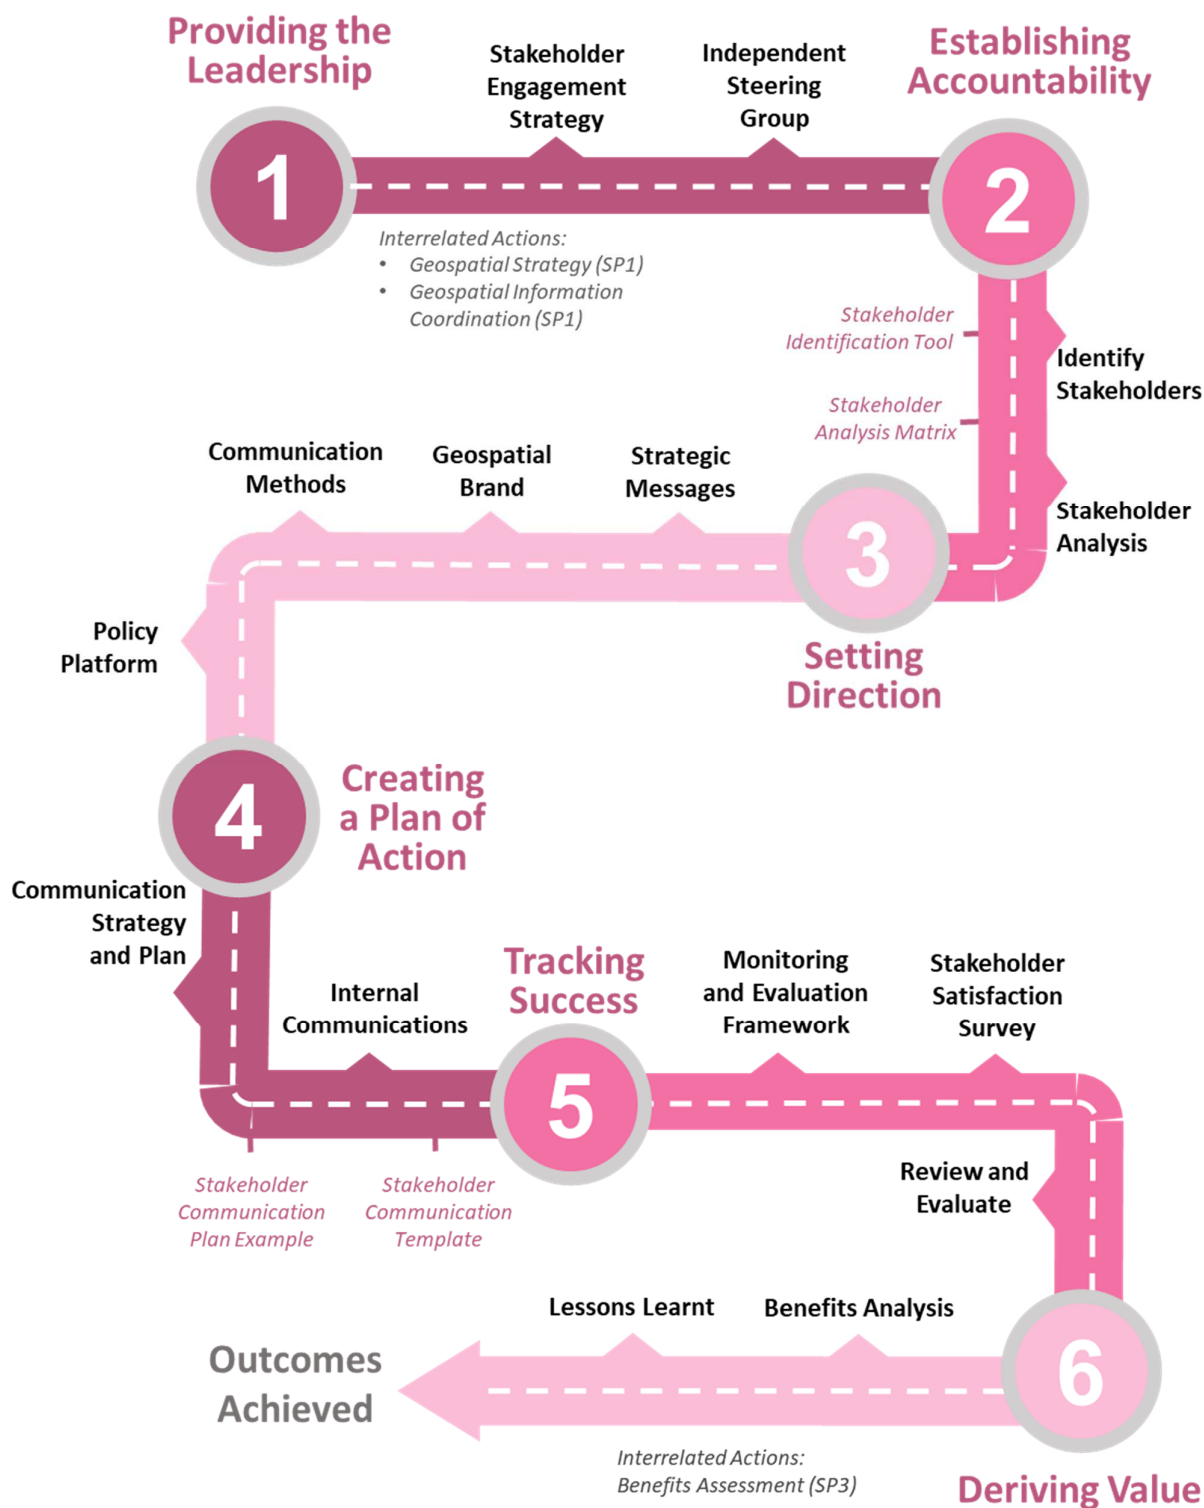 Providing the
Leadership
1
Stakeholder
Engagement
Strategy
Independent
Steering
Group
Establishing
Accountability
2
Interrelated Actions:
• Geospatial Strategy (SP1)
• Geospatial Information
Coordination (SP1)
Stakeholder
Identification Tool
Identify
Stakeholders
Stakeholder
Analysis Matrix
Stakeholder
Analysis
3
Setting
Direction
Strategic
Messages
Geospatial
Brand
Communication
Methods
Policy
Platform
4
Creating
a Plan of
Action
Communication
Strategy
and Plan
Internal
Communications
Stakeholder
Communication
Plan Example
Stakeholder
Communication
Template
Tracking
Success
5
Monitoring
and Evaluation
Framework
Stakeholder
Satisfaction
Survey
Review and
Evaluate
6
Deriving Value
Benefits Analysis
Lessons Learnt
Interrelated Actions:
Benefits Assessment (SP3)
Outcomes
Achieved